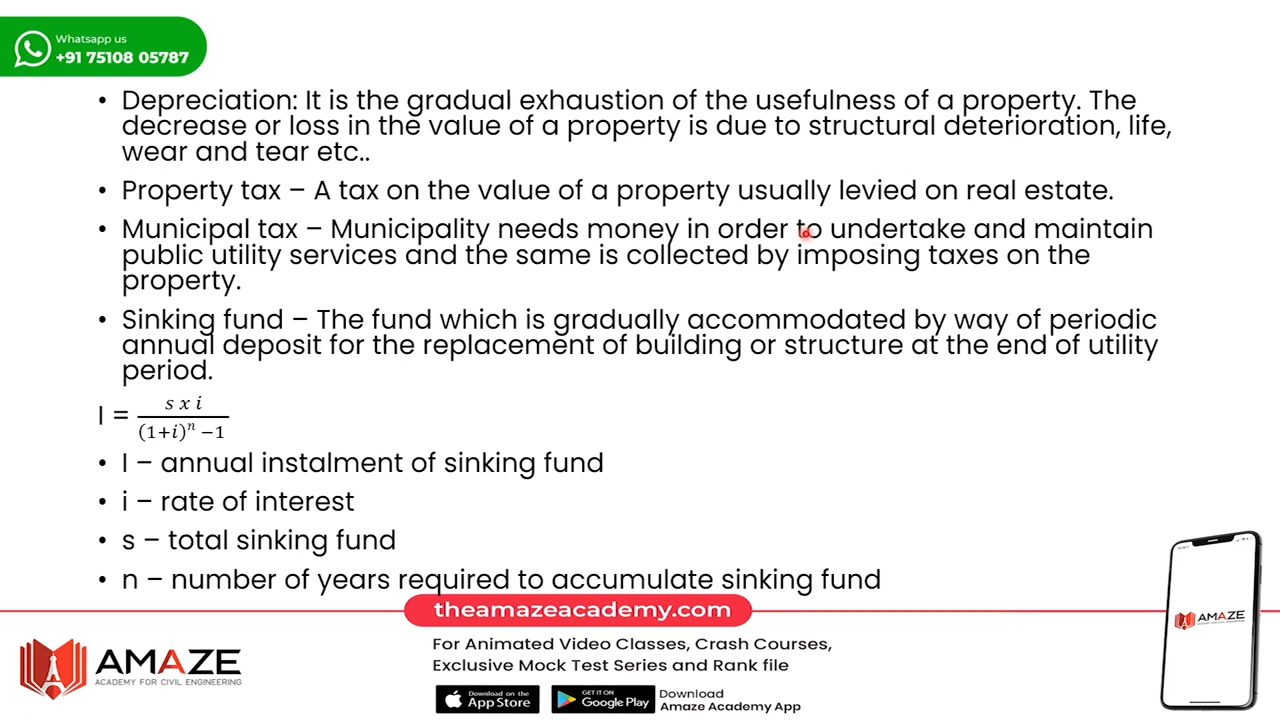 Whatsapp us
+91 75108 05787
• Depreciation: It is the gradual exhaustion of the usefulness of a property. The
decrease or loss in the value of a property is due to structural deterioration, life,
wear and tear etc..
• Property tax – A tax on the value of a property usually levied on real estate.
• Municipal tax – Municipality needs money in order to undertake and maintain
public utility services and the same is collected by imposing taxes on the
property.
• Sinking fund – The fund which is gradually accommodated by way of periodic
annual deposit for the replacement of building or structure at the end of utility
period.
I = \frac{s x i}{(1+i)^n −1}
• I – annual instalment of sinking fund
• i – rate of interest
• s – total sinking fund
• n – number of years required to accumulate sinking fund
theamazeacademy.com
AMAZE
ACADEMY FOR CIVIL ENGINEERING
For Animated Video Classes, Crash Courses,
Exclusive Mock Test Series and Rank file
Download on the
App Store
GET IT ON
Google Play
Download
Amaze Academy App
AMAZE